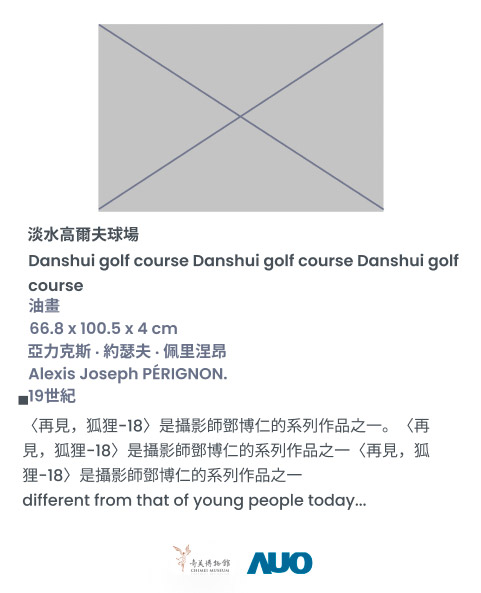 淡水高爾夫球場
Danshui golf course Danshui golf course Danshui golf
course
油畫
66.8 x 100.5 x 4 cm
亞力克斯 · 約瑟夫 · 佩里涅昂
Alexis Joseph PÉRIGNON.
19世紀
〈再見，狐狸-18〉是攝影師鄧博仁的系列作品之一。〈再
見，狐狸-18〉是攝影師鄧博仁的系列作品之一〈再見，狐
狸-18〉是攝影師鄧博仁的系列作品之一
different from that of young people today...
奇美博物館
CHIMEI MUSEUM
AUO